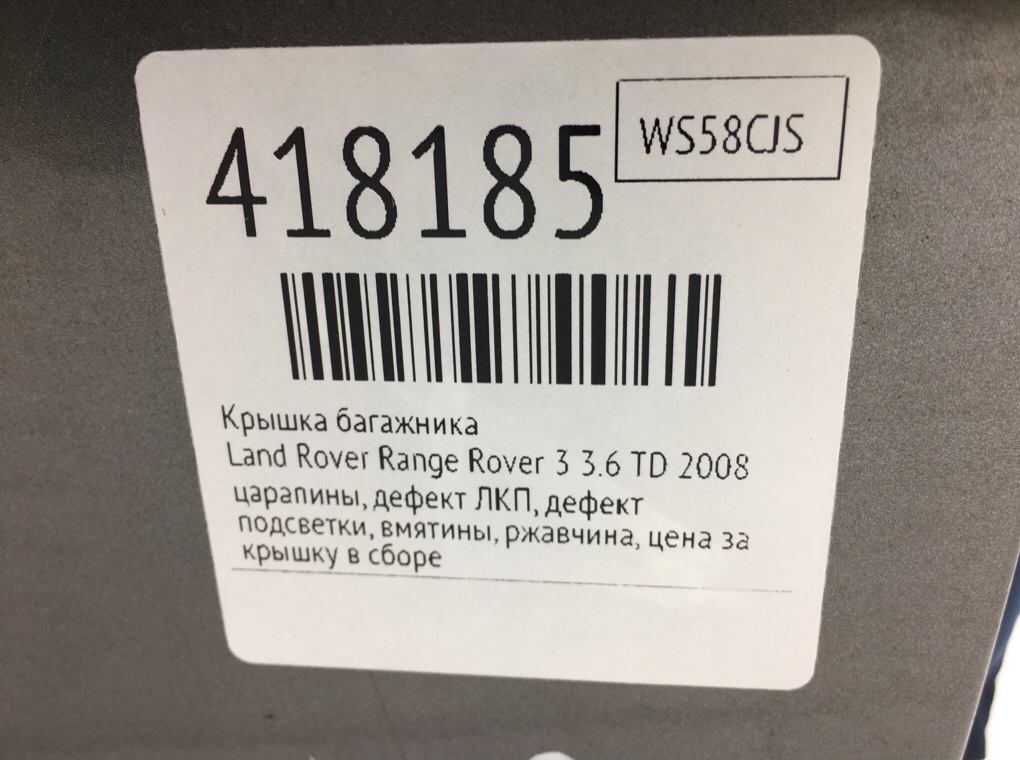 418185
WS58CJS
Крышка багажника
Land Rover Range Rover 3 3.6 TD 2008
царапины, дефект ЛКП, дефект
подсветки, вмятины, ржавчина, цена за
крышку в сборе